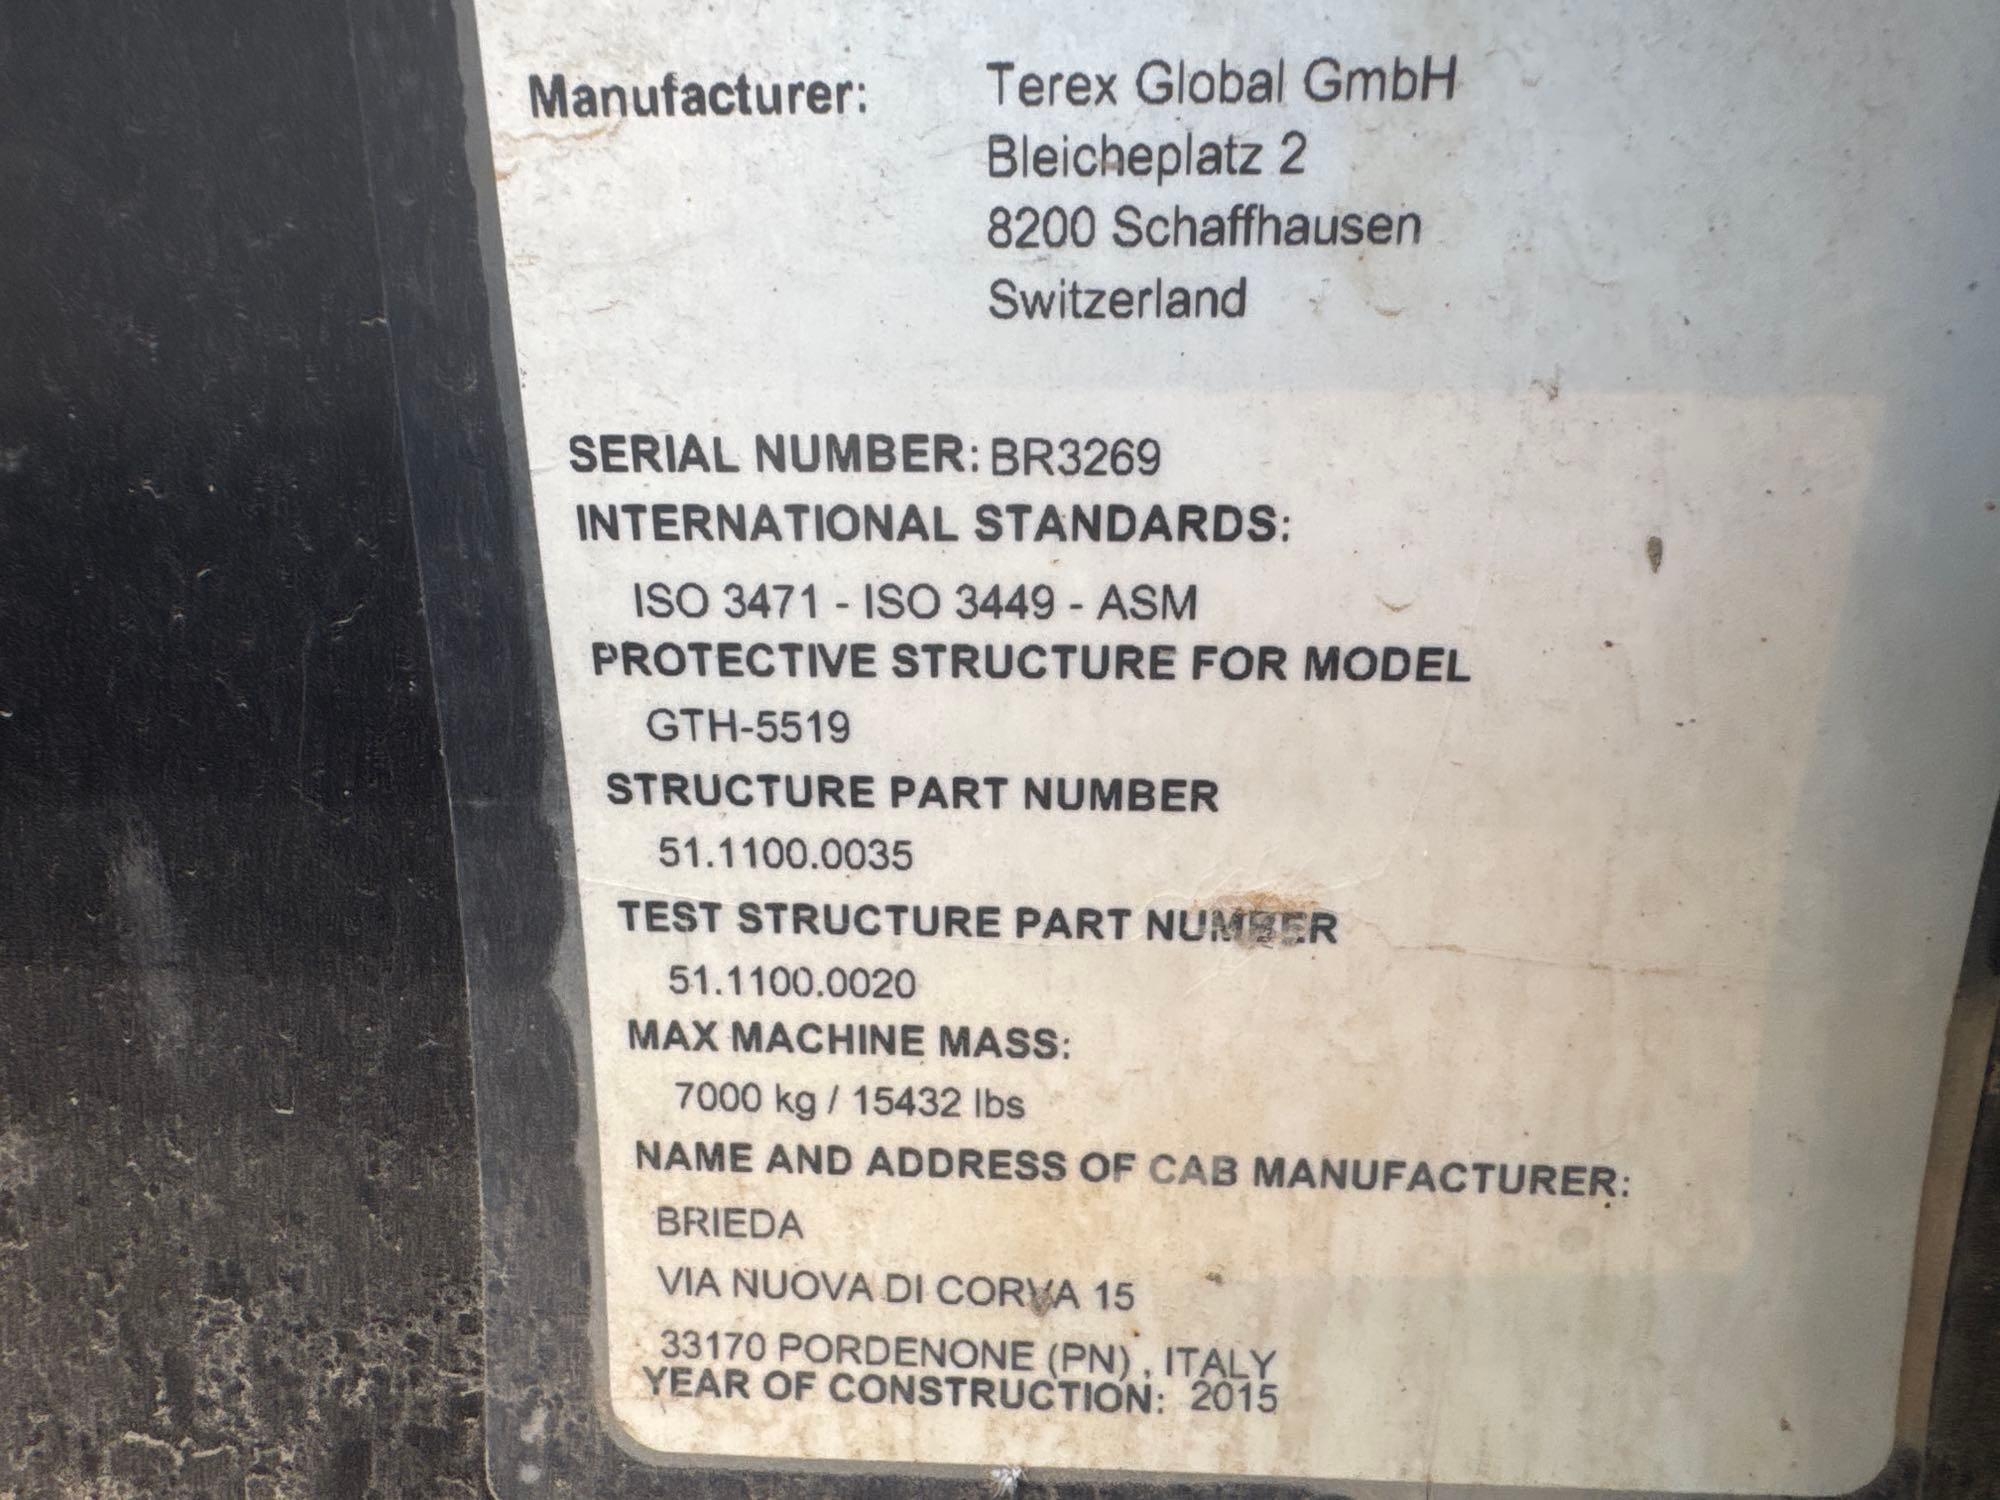 Manufacturer: Terex Global GmbH
Bleicheplatz 2
8200 Schaffhausen
Switzerland
SERIAL NUMBER: BR3269
INTERNATIONAL STANDARDS:
ISO 3471 - ISO 3449 - ASM
PROTECTIVE STRUCTURE FOR MODEL
GTH-5519
STRUCTURE PART NUMBER
51.1100.0035
TEST STRUCTURE PART NUMBER
51.1100.0020
MAX MACHINE MASS:
7000 kg / 15432 lbs
NAME AND ADDRESS OF CAB MANUFACTURER:
BRIEDA
VIA NUOVA DI CORVA 15
33170 PORDENONE (PN) , ITALY
YEAR OF CONSTRUCTION: 2015